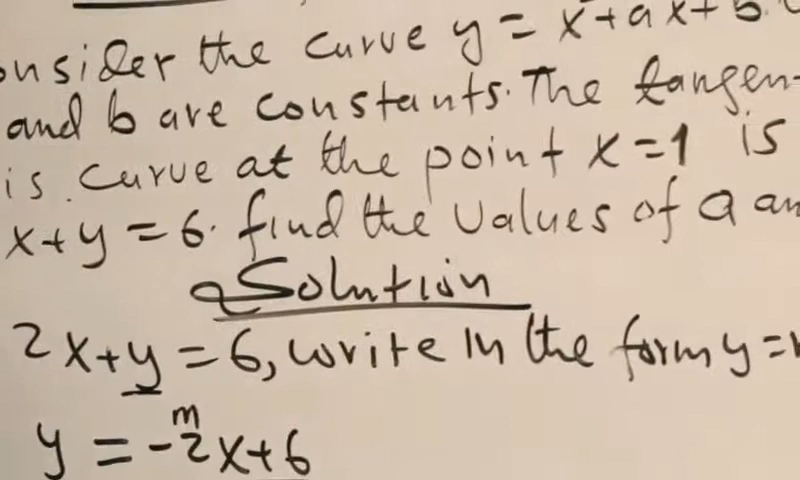 onsider the curve y = x + ax + b.
and b are constants. The tangen-
is curve at the point x = 1 is
x + y = 6. find the values of a an
Solution
2x + y = 6, write in the form y =
m
y = -2x + 6